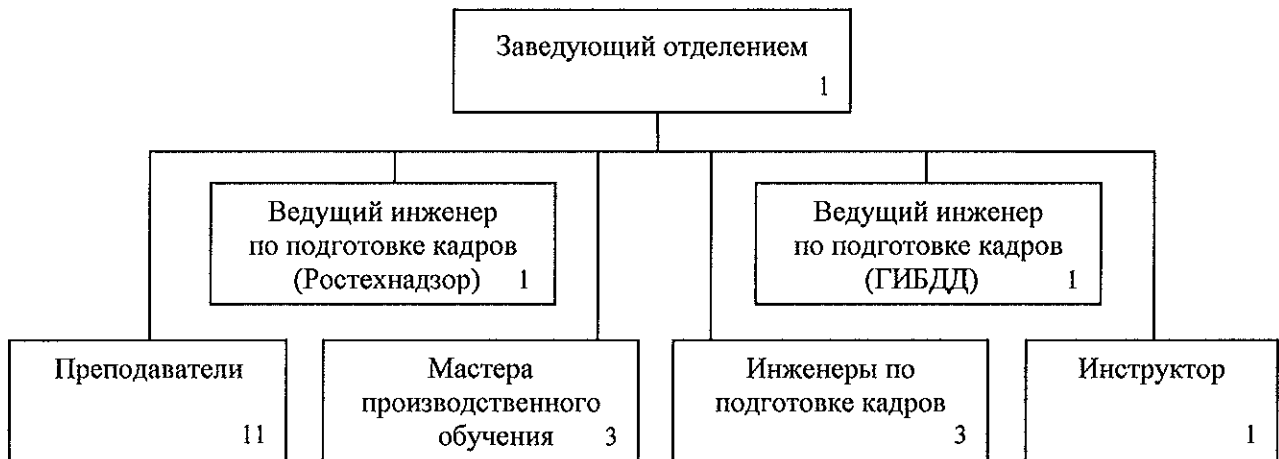 Заведующий отделением
1
Ведущий инженер
по подготовке кадров
(Ростехнадзор) 1
Ведущий инженер
по подготовке кадров
(ГИБДД) 1
Преподаватели
11
Мастера
производственного
обучения 3
Инженеры по
подготовке кадров
3
Инструктор
1